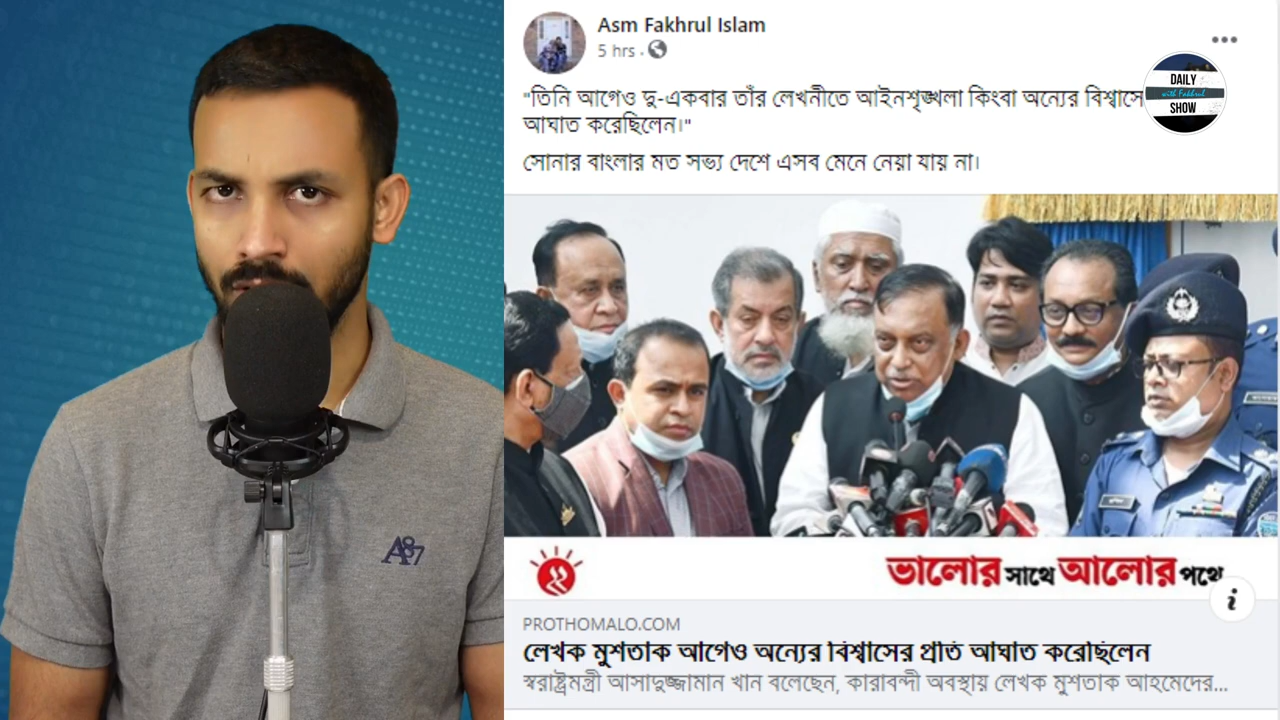 Asm Fakhrul Islam
5 hrs
DAILY
with Fakhrul
SHOW
"তিনি আগেও দু-একবার তাঁর লেখনীতে আইনশৃঙ্খলা কিংবা অন্যের বিশ্বাসে
আঘাত করেছিলেন।"
সোনার বাংলার মত সভ্য দেশে এসব মেনে নেয়া যায় না।
A87
ভালোর সাথে আলোর পথে
i
PROTHOMALO.COM
লেখক মুশতাক আগেও অন্যের বিশ্বাসের প্রতি আঘাত করেছিলেন
স্বরাষ্ট্রমন্ত্রী আসাদুজ্জামান খান বলেছেন, কারাবন্দী অবস্থায় লেখক মুশতাক আহমেদের...